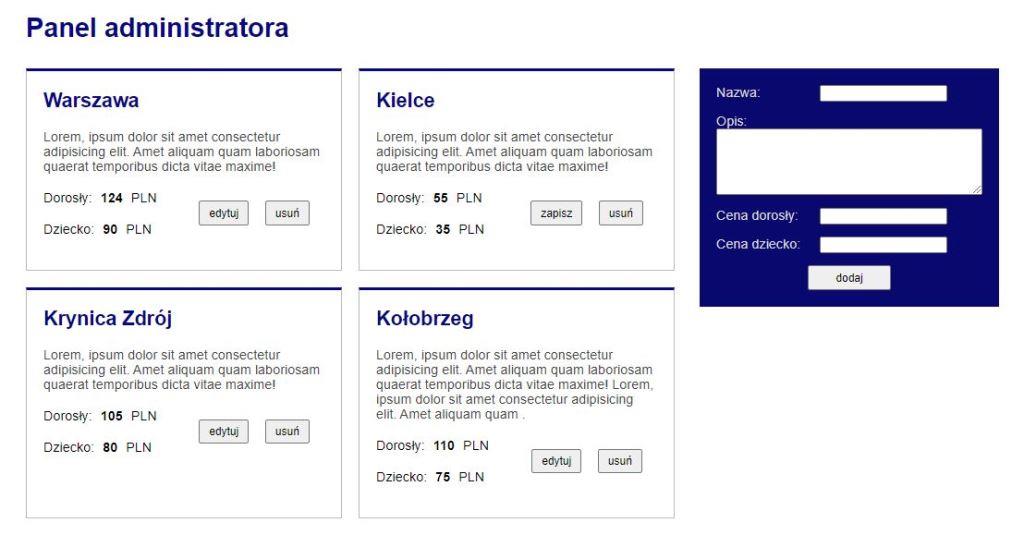 Panel administratora
Warszawa
Lorem, ipsum dolor sit amet consectetur
adipisicing elit. Amet aliquam quam laboriosam
quaerat temporibus dicta vitae maxime!
Dorosły: 124 PLN
Dziecko: 90 PLN
edytuj usuń
Kielce
Lorem, ipsum dolor sit amet consectetur
adipisicing elit. Amet aliquam quam laboriosam
quaerat temporibus dicta vitae maxime!
Dorosły: 55 PLN
Dziecko: 35 PLN
zapisz usuń
Krynica Zdrój
Lorem, ipsum dolor sit amet consectetur
adipisicing elit. Amet aliquam quam laboriosam
quaerat temporibus dicta vitae maxime!
Dorosły: 105 PLN
Dziecko: 80 PLN
edytuj usuń
Kołobrzeg
Lorem, ipsum dolor sit amet consectetur
adipisicing elit. Amet aliquam quam laboriosam
quaerat temporibus dicta vitae maxime! Lorem,
ipsum dolor sit amet consectetur adipisicing
elit. Amet aliquam quam .
Dorosły: 110 PLN
Dziecko: 75 PLN
edytuj usuń
Nazwa:
Opis:
Cena dorosły:
Cena dziecko:
dodaj